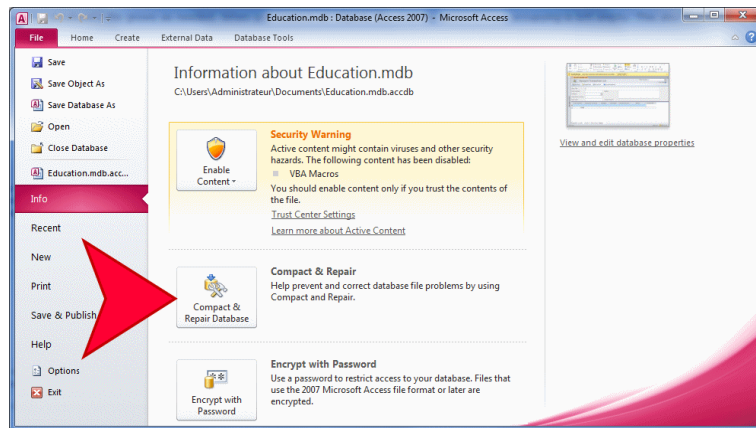 Education.mdb : Database (Access 2007) - Microsoft Access
File Home Create External Data Database Tools
Save
Save Object As
Save Database As
Open
Close Database
Education.mdb.acc...
Info
Recent
New
Print
Save & Publish
Help
Options
Exit
Information about Education.mdb
C:\Users\Administrateur\Documents\Education.mdb.accdb
Enable
Content
Security Warning
Active content might contain viruses and other security
hazards. The following content has been disabled:
VBA Macros
You should enable content only if you trust the contents of
the file.
Trust Center Settings
Learn more about Active Content
Compact &
Repair Database
Compact & Repair
Help prevent and correct database file problems by using
Compact and Repair.
Encrypt with
Password
Encrypt with Password
Use a password to restrict access to your database. Files that
use the 2007 Microsoft Access file format or later are
encrypted.
View and edit database properties